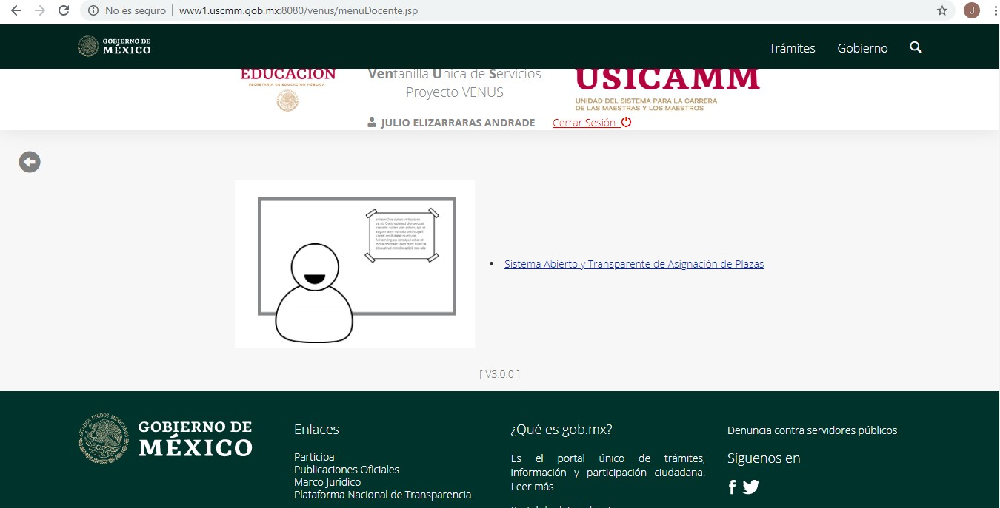 No es seguro | www1.uscmm.gob.mx:8080/venus/menuDocente.jsp
J
GOBIERNO DE
MÉXICO
Trámites
Gobierno
EDUCACIÓN
SECRETARÍA DE EDUCACIÓN PÚBLICA
Ventanilla Única de Servicios
Proyecto VENUS
USICAMM
UNIDAD DEL SISTEMA PARA LA CARRERA
DE LAS MAESTRAS Y LOS MAESTROS
JULIO ELIZARRARAS ANDRADE
Cerrar Sesión
Sistema Abierto y Transparente de Asignación de Plazas
[ V3.0.0 ]
ESTADOS UNIDOS MEXICANOS
GOBIERNO DE
MÉXICO
Enlaces
Participa
Publicaciones Oficiales
Marco Jurídico
Plataforma Nacional de Transparencia
¿Qué es gob.mx?
Es el portal único de trámites,
información y participación ciudadana.
Leer más
Denuncia contra servidores públicos
Síguenos en